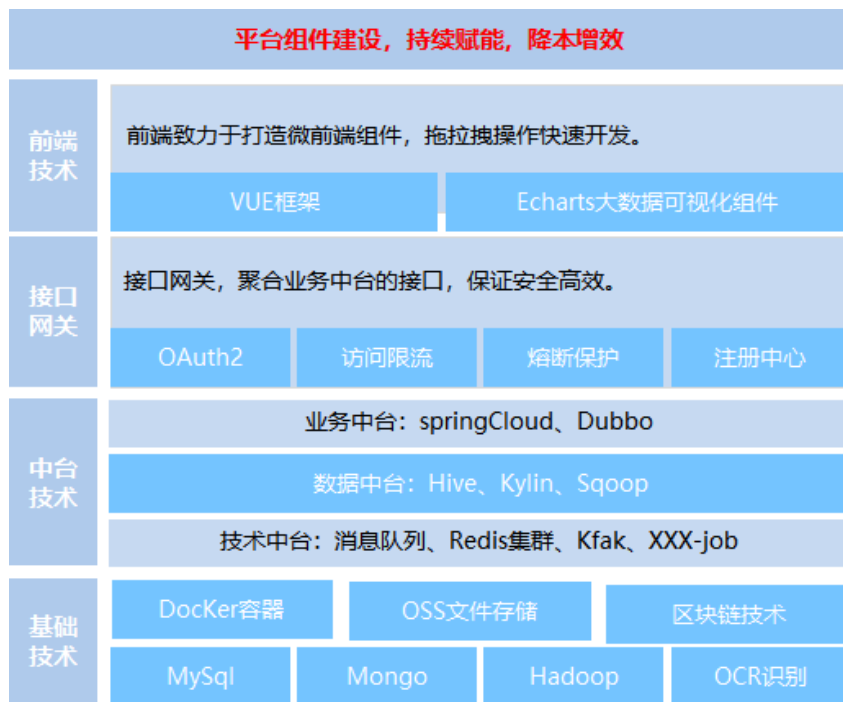 平台组件建设，持续赋能，降本增效
前端
技术
前端致力于打造微前端组件，拖拉拽操作快速开发。
VUE框架
Echarts大数据可视化组件
接口
网关
接口网关，聚合业务中台的接口，保证安全高效。
OAuth2
访问限流
熔断保护
注册中心
中台
技术
业务中台：springCloud、Dubbo
数据中台：Hive、Kylin、Sqoop
技术中台：消息队列、Redis集群、Kfak、XXX-job
基础
技术
DocKer容器
OSS文件存储
区块链技术
MySql
Mongo
Hadoop
OCR识别